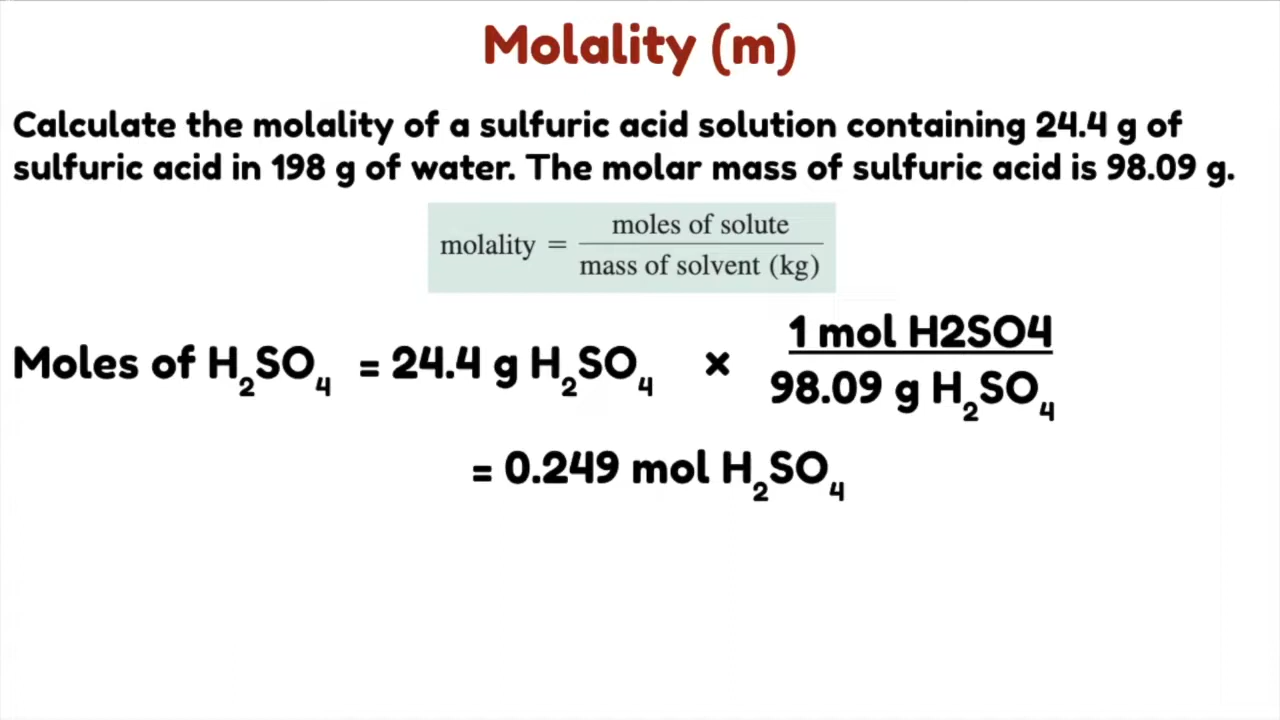 Molality (m)
Calculate the molality of a sulfuric acid solution containing 24.4 g of
sulfuric acid in 198 g of water. The molar mass of sulfuric acid is 98.09 g.
molality = moles of solute / mass of solvent (kg)
Moles of H₂SO₄ = 24.4 g H₂SO₄ × 1 mol H2SO4 / 98.09 g H₂SO₄
= 0.249 mol H₂SO₄